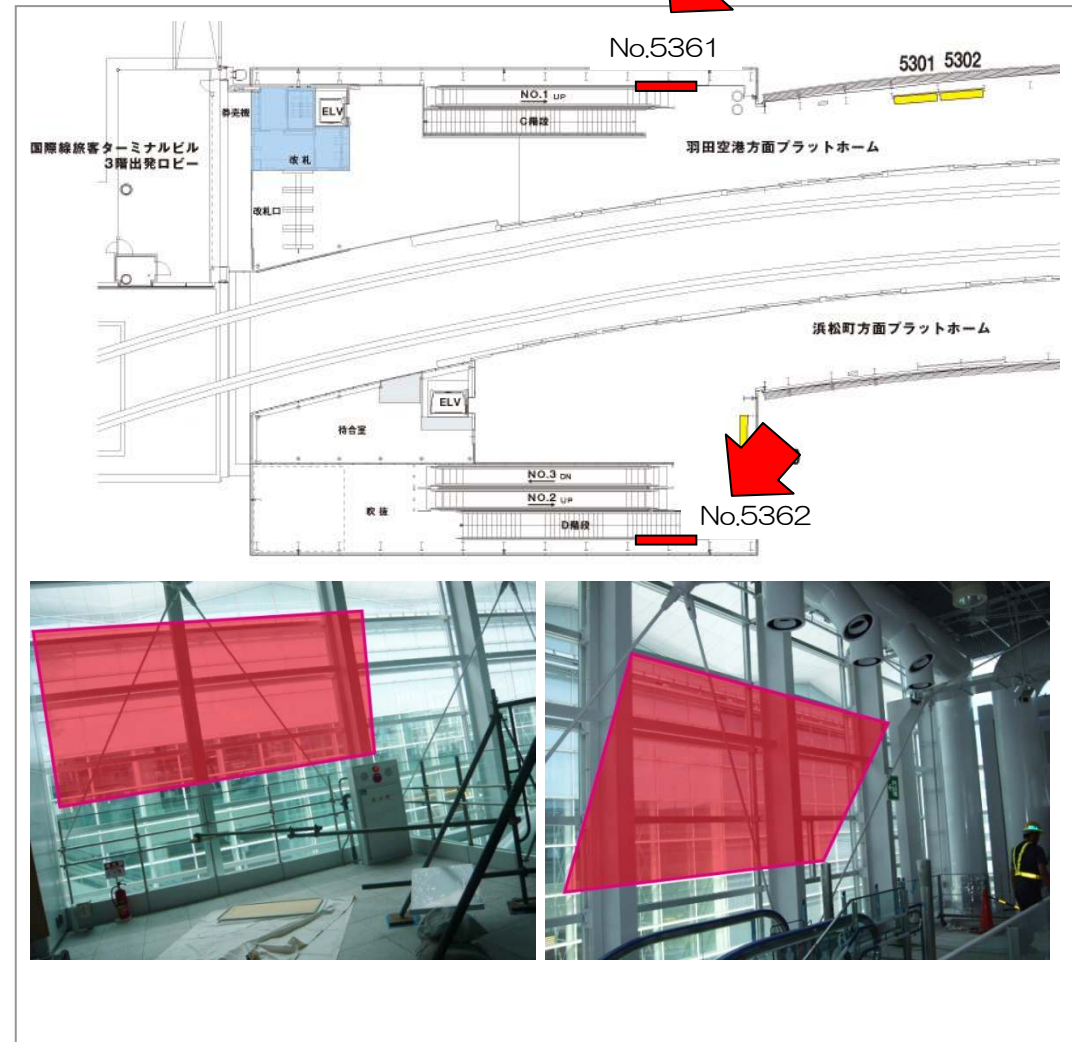 No.5361
5301 5302
NO.1 UP
C階段
券売機
ELV
国際線旅客ターミナルビル
3階出発ロビー
改札
羽田空港方面プラットホーム
改札口
浜松町方面プラットホーム
ELV
待合室
NO.3 DN
NO.2 UP
吹抜
D階段
No.5362